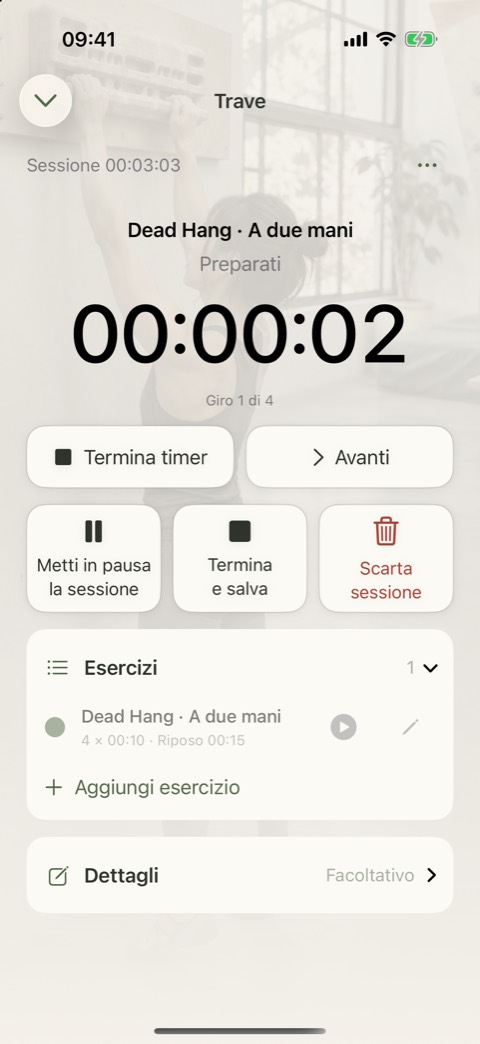 09:41
Trave
Sessione 00:03:03
Dead Hang · A due mani
Preparati
00:00:02
Giro 1 di 4
Termina timer
Avanti
Metti in pausa
la sessione
Termina
e salva
Scarta
sessione
Esercizi
1
Dead Hang · A due mani
4 × 00:10 · Riposo 00:15
Aggiungi esercizio
Dettagli
Facoltativo